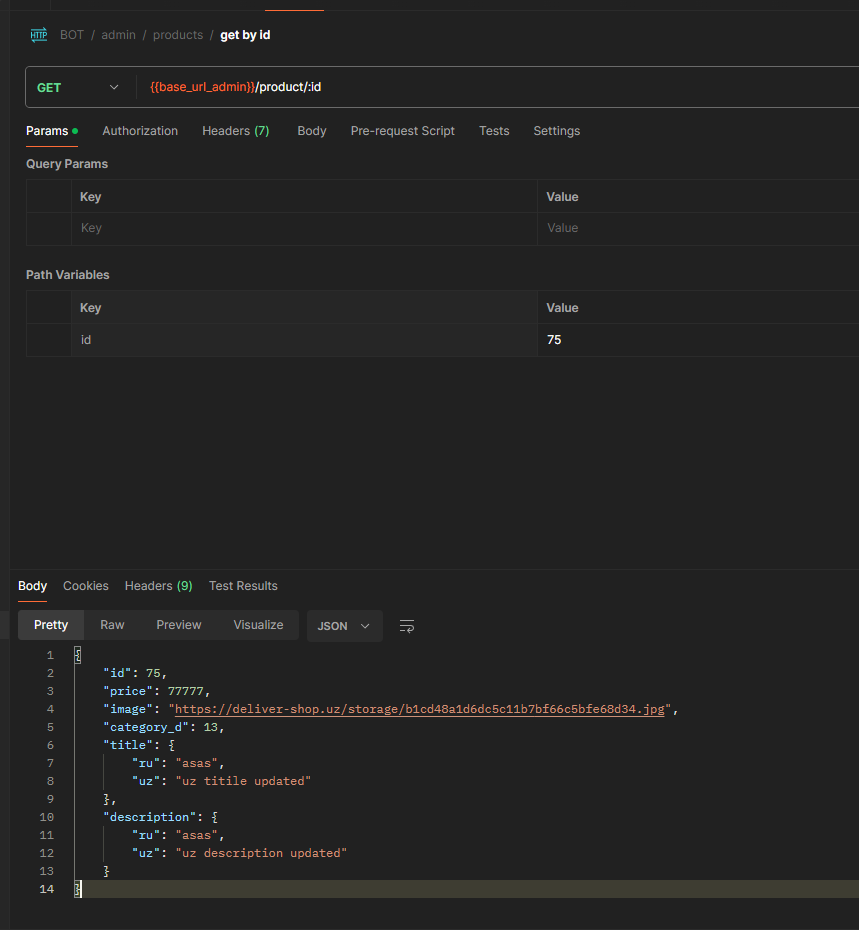 HTTP BOT / admin / products / get by id
GET {{base_url_admin}}/product/:id
Params Authorization Headers (7) Body Pre-request Script Tests Settings
Query Params
Key Value
Key Value
Path Variables
Key Value
id 75
Body Cookies Headers (9) Test Results
Pretty Raw Preview Visualize JSON
1 {
2 "id": 75,
3 "price": 77777,
4 "image": "https://deliver-shop.uz/storage/b1cd48a1d6dc5c11b7bf66c5bfe68d34.jpg",
5 "category_d": 13,
6 "title": {
7 "ru": "asas",
8 "uz": "uz titile updated"
9 },
10 "description": {
11 "ru": "asas",
12 "uz": "uz description updated"
13 }
14 }